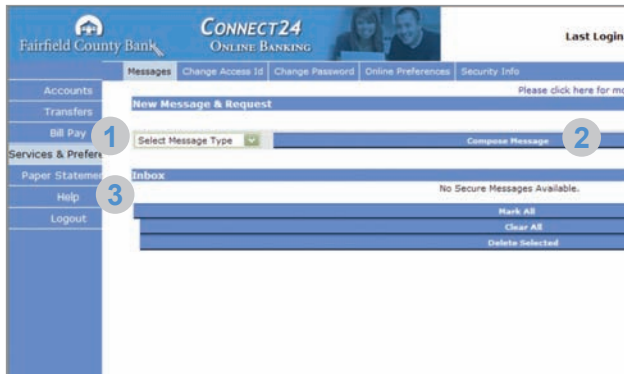 Fairfield County Bank
CONNECT24
ONLINE BANKING
Last Login
Messages Change Access Id Change Password Online Preferences Security Info
Please click here for mo
Accounts
Transfers
Bill Pay
Services & Prefere
Paper Statemen
Help
Logout
New Message & Request
1
Select Message Type
Compose Message
2
Inbox
3
No Secure Messages Available.
Mark All
Clear All
Delete Selected